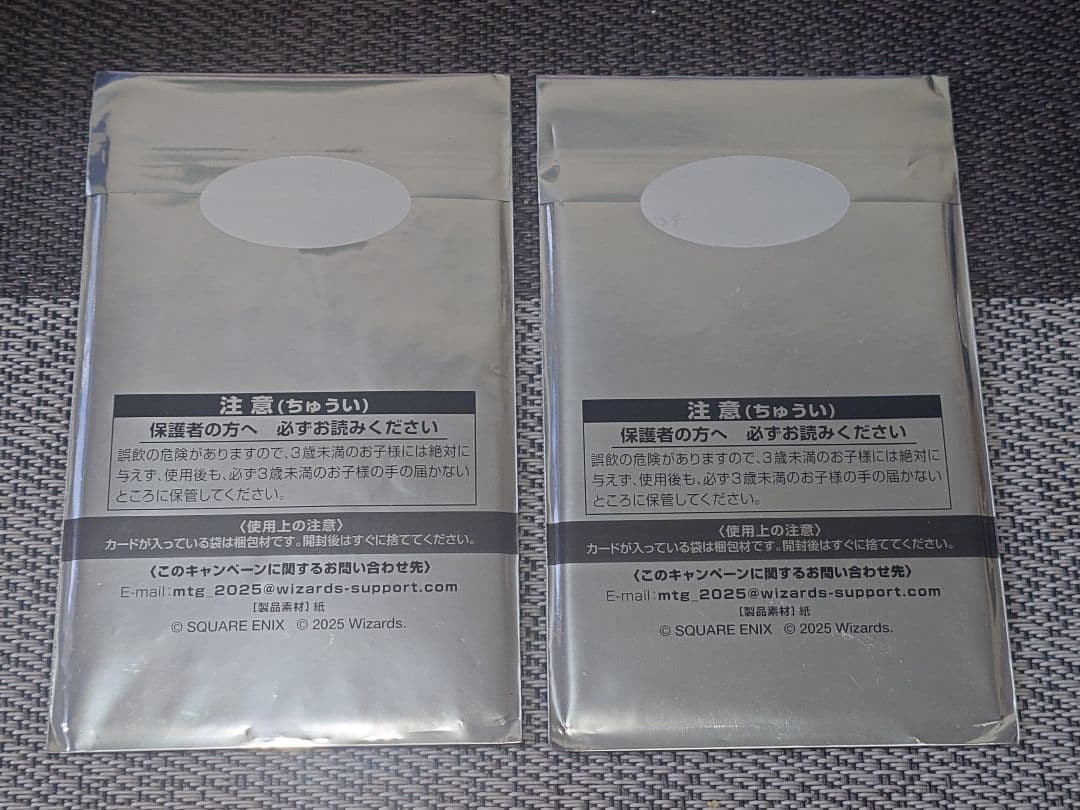 注意(ちゅうい)
保護者の方へ 必ずお読みください
誤飲の危険がありますので、3歳未満のお子様には絶対に
与えず、使用後も、必ず3歳未満のお子様の手の届かない
ところに保管してください。
〈使用上の注意〉
カードが入っている袋は梱包材です。開封後はすぐに捨ててください。
〈このキャンペーンに関するお問い合わせ先〉
E-mail:mtg_2025@wizards-support.com
[製品素材]紙
© SQUARE ENIX © 2025 Wizards.
注意(ちゅうい)
保護者の方へ 必ずお読みください
誤飲の危険がありますので、3歳未満のお子様には絶対に
与えず、使用後も、必ず3歳未満のお子様の手の届かない
ところに保管してください。
〈使用上の注意〉
カードが入っている袋は梱包材です。開封後はすぐに捨ててください。
〈このキャンペーンに関するお問い合わせ先〉
E-mail:mtg_2025@wizards-support.com
[製品素材]紙
© SQUARE ENIX © 2025 Wizards.